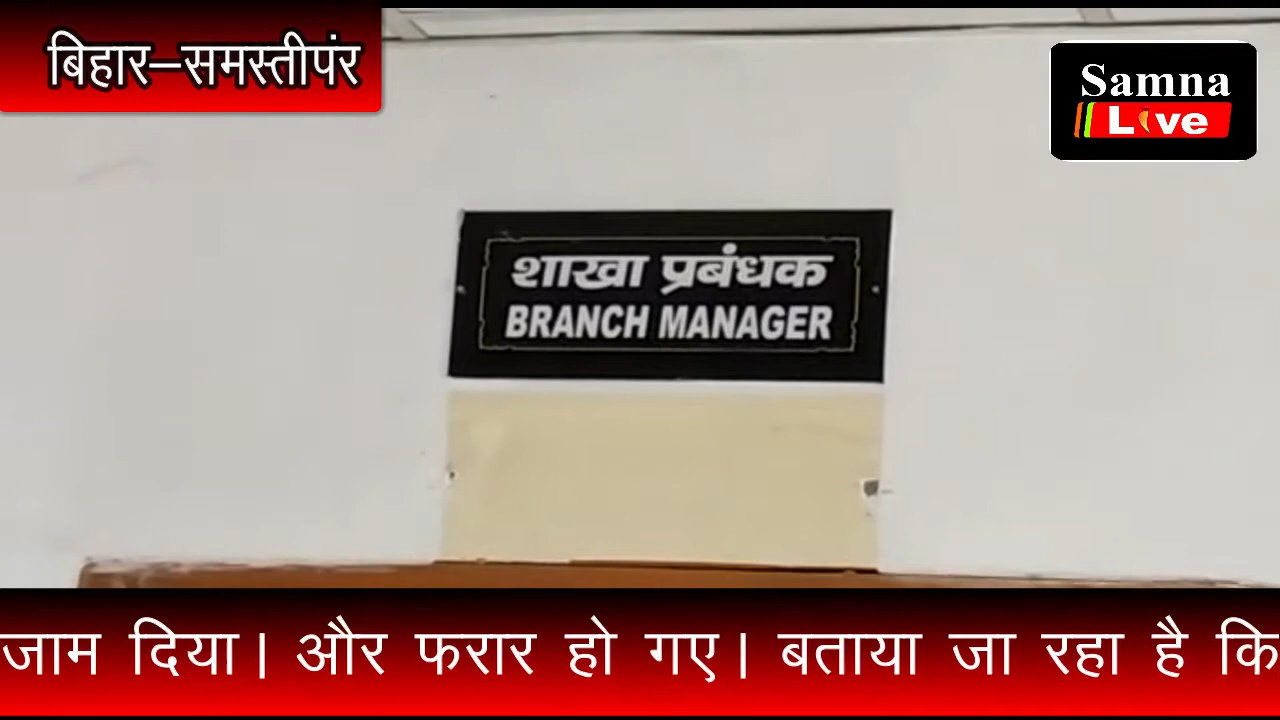 बिहार–समस्तीपंर
Samna
Live
शाखा प्रबंधक
BRANCH MANAGER
जाम दिया। और फरार हो गए। बताया जा रहा है कि